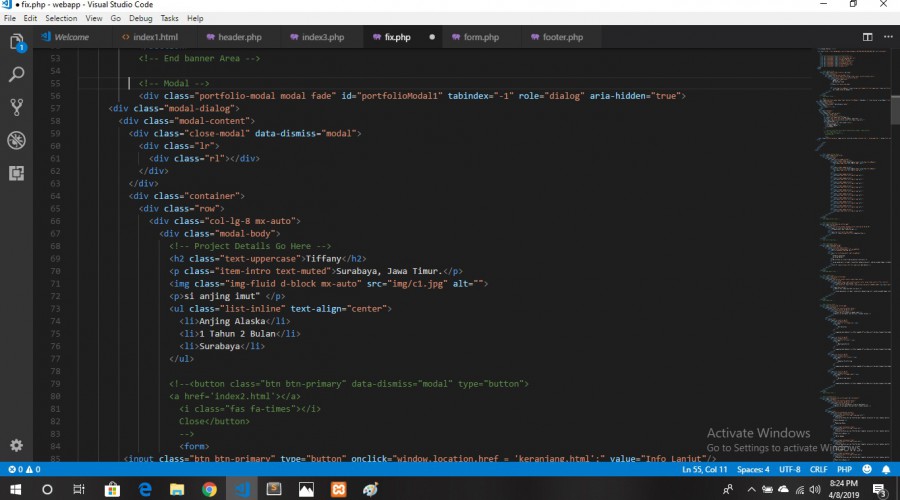 ● fix.php - webapp - Visual Studio Code
File Edit Selection View Go Debug Tasks Help
Welcome index1.html header.php index3.php fix.php form.php footer.php
53 <!-- End banner Area -->
54
55 <!-- Modal -->
56 <div class="portfolio-modal modal fade" id="portfolioModal1" tabindex="-1" role="dialog" aria-hidden="true">
57 <div class="modal-dialog">
58 <div class="modal-content">
59 <div class="close-modal" data-dismiss="modal">
60 <div class="lr">
61 <div class="rl"></div>
62 </div>
63 </div>
64 <div class="container">
65 <div class="row">
66 <div class="col-lg-8 mx-auto">
67 <div class="modal-body">
68 <!-- Project Details Go Here -->
69 <h2 class="text-uppercase">Tiffany</h2>
70 <p class="item-intro text-muted">Surabaya, Jawa Timur.</p>
71 <img class="img-fluid d-block mx-auto" src="img/c1.jpg" alt="">
72 <p>si anjing imut" </p>
73 <ul class="list-inline" text-align="center">
74 <li>Anjing Alaska</li>
75 <li>1 Tahun 2 Bulan</li>
76 <li>Surabaya</li>
77 </ul>
78
79 <!--<button class="btn btn-primary" data-dismiss="modal" type="button">
80 <a href='index2.html'></a>
81 <i class="fas fa-times"></i>
82 Close</button>
83 -->
84 <form>
85 <input class="btn btn-primary" type="button" onclick="window.location.href = 'keranjang.html';" value="Info Lanjut"/>
Activate Windows
Go to Settings to activate Windows.
0 0 Ln 55, Col 11 Spaces: 4 UTF-8 CRLF PHP
8:24 PM
4/8/2019
1
3